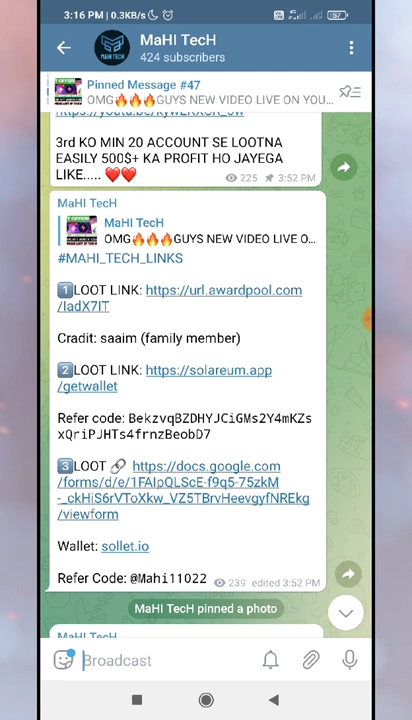 3:16 PM | 0.3KB/s
57
MaHI TecH
424 subscribers
Pinned Message #47
OMG🔥🔥🔥GUYS NEW VIDEO LIVE ON YOU...
3rd KO MIN 20 ACCOUNT SE LOOTNA
EASILY 500$+ KA PROFIT HO JAYEGA
LIKE..... ❤️❤️
225 3:52 PM
MaHI TecH
MaHI TecH
OMG🔥🔥🔥GUYS NEW VIDEO LIVE O...
#MAHI_TECH_LINKS
1️⃣LOOT LINK: https://url.awardpool.com
/IadX7IT
Cradit: saaim (family member)
2️⃣LOOT LINK: https://solareum.app
/getwallet
Refer code: BekzvqBZDHYJCiGMs2Y4mKZs
xQriPJHTs4frnzBeobD7
3️⃣LOOT 🔗 https://docs.google.com
/forms/d/e/1FAIpQLScE-f9q5-75zkM
-_ckHiS6rVToXkw_VZ5TBrvHeevgyfNREkg
/viewform
Wallet: sollet.io
Refer Code: @Mahi11022
239 edited 3:52 PM
MaHI TecH pinned a photo
MaHI TecH
Broadcast